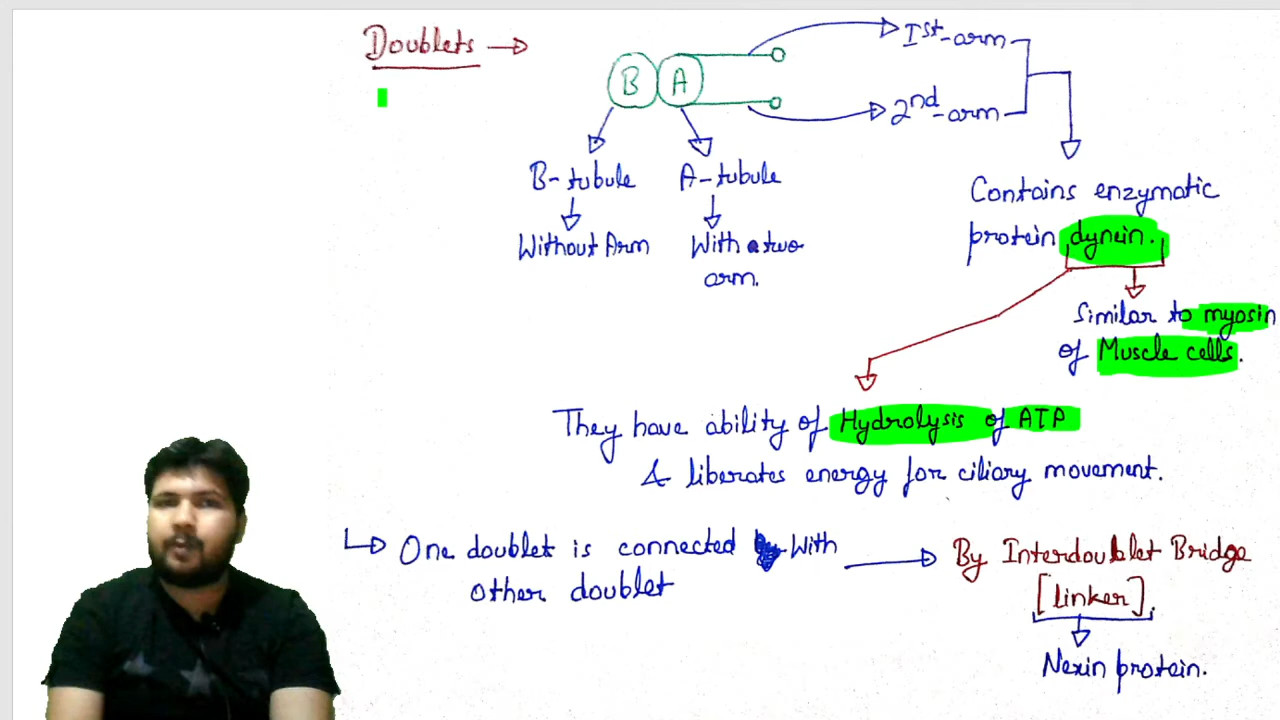 Doublets →
B A
Ist-arm
2nd-arm
B-tubule
Without Arm
A-tubule
With two
arm.
Contains enzymatic
protein dynein.
Similar to myosin
of Muscle cells.
They have ability of Hydrolysis of ATP
& liberates energy for ciliary movement.
One doublet is connected With
other doublet
By Interdoublet Bridge
[linker]
Nexin protein.